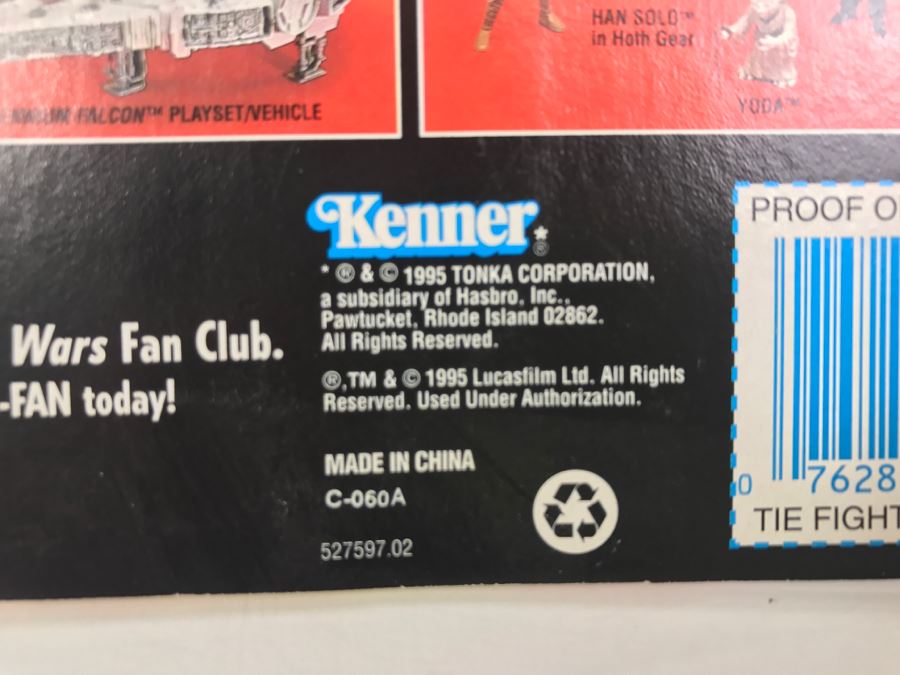 HAN SOLO™
in Hoth Gear
YODA™
FALCON™ PLAYSET/VEHICLE
Kenner*®
* ® & © 1995 TONKA CORPORATION,
a subsidiary of Hasbro, Inc.,
Pawtucket, Rhode Island 02862.
All Rights Reserved.
®,TM & © 1995 Lucasfilm Ltd. All Rights
Reserved. Used Under Authorization.
MADE IN CHINA
C-060A
527597.02
Wars Fan Club.
-FAN today!
PROOF O
0 7628
TIE FIGHT